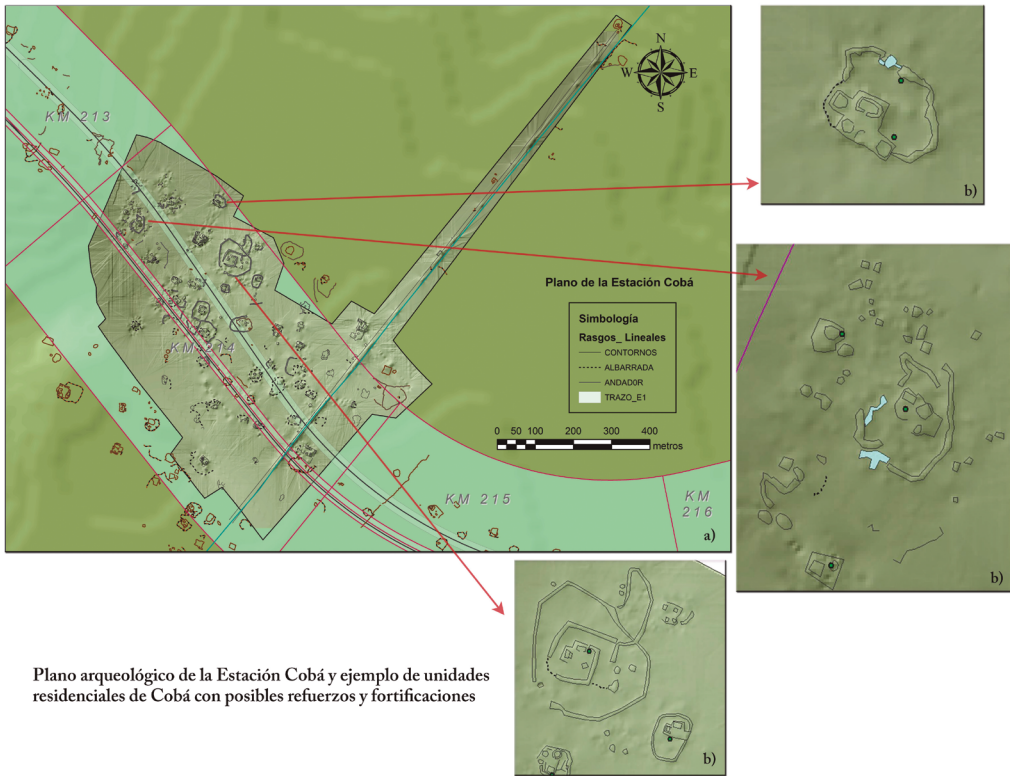 N
W E
S
KM 213
KM 214
KM 215
KM
216
Plano de la Estación Cobá
Simbología
Rasgos_ Lineales
CONTORNOS
ALBARRADA
ANDAD0R
TRAZO_E1
0 50 100 200 300 400
metros
a)
b)
b)
b)
Plano arqueológico de la Estación Cobá y ejemplo de unidades
residenciales de Cobá con posibles refuerzos y fortificaciones